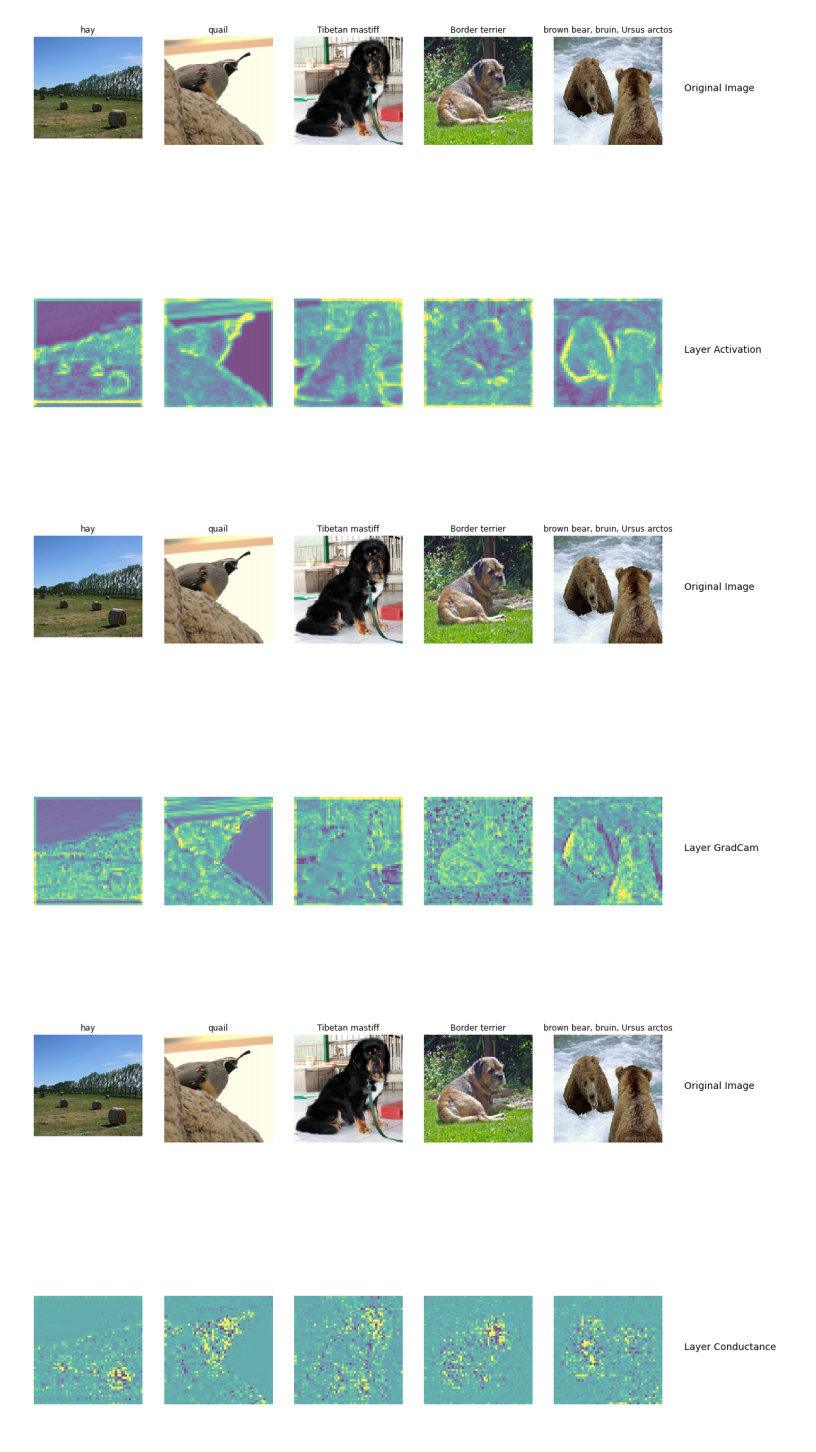 hay
quail
Tibetan mastiff
Border terrier
brown bear, bruin, Ursus arctos
Original Image
Layer Activation
hay
quail
Tibetan mastiff
Border terrier
brown bear, bruin, Ursus arctos
Original Image
Layer GradCam
hay
quail
Tibetan mastiff
Border terrier
brown bear, bruin, Ursus arctos
Original Image
Layer Conductance